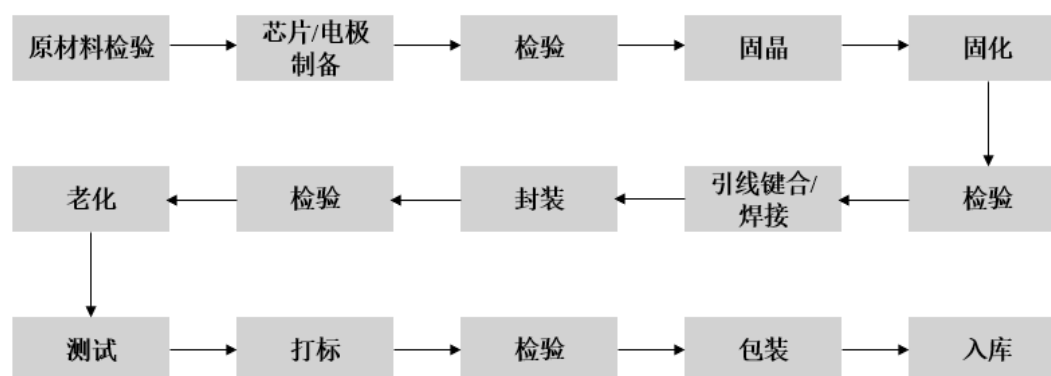 原材料检验
芯片/电极
制备
检验
固晶
固化
老化
检验
封装
引线键合/
焊接
检验
测试
打标
检验
包装
入库